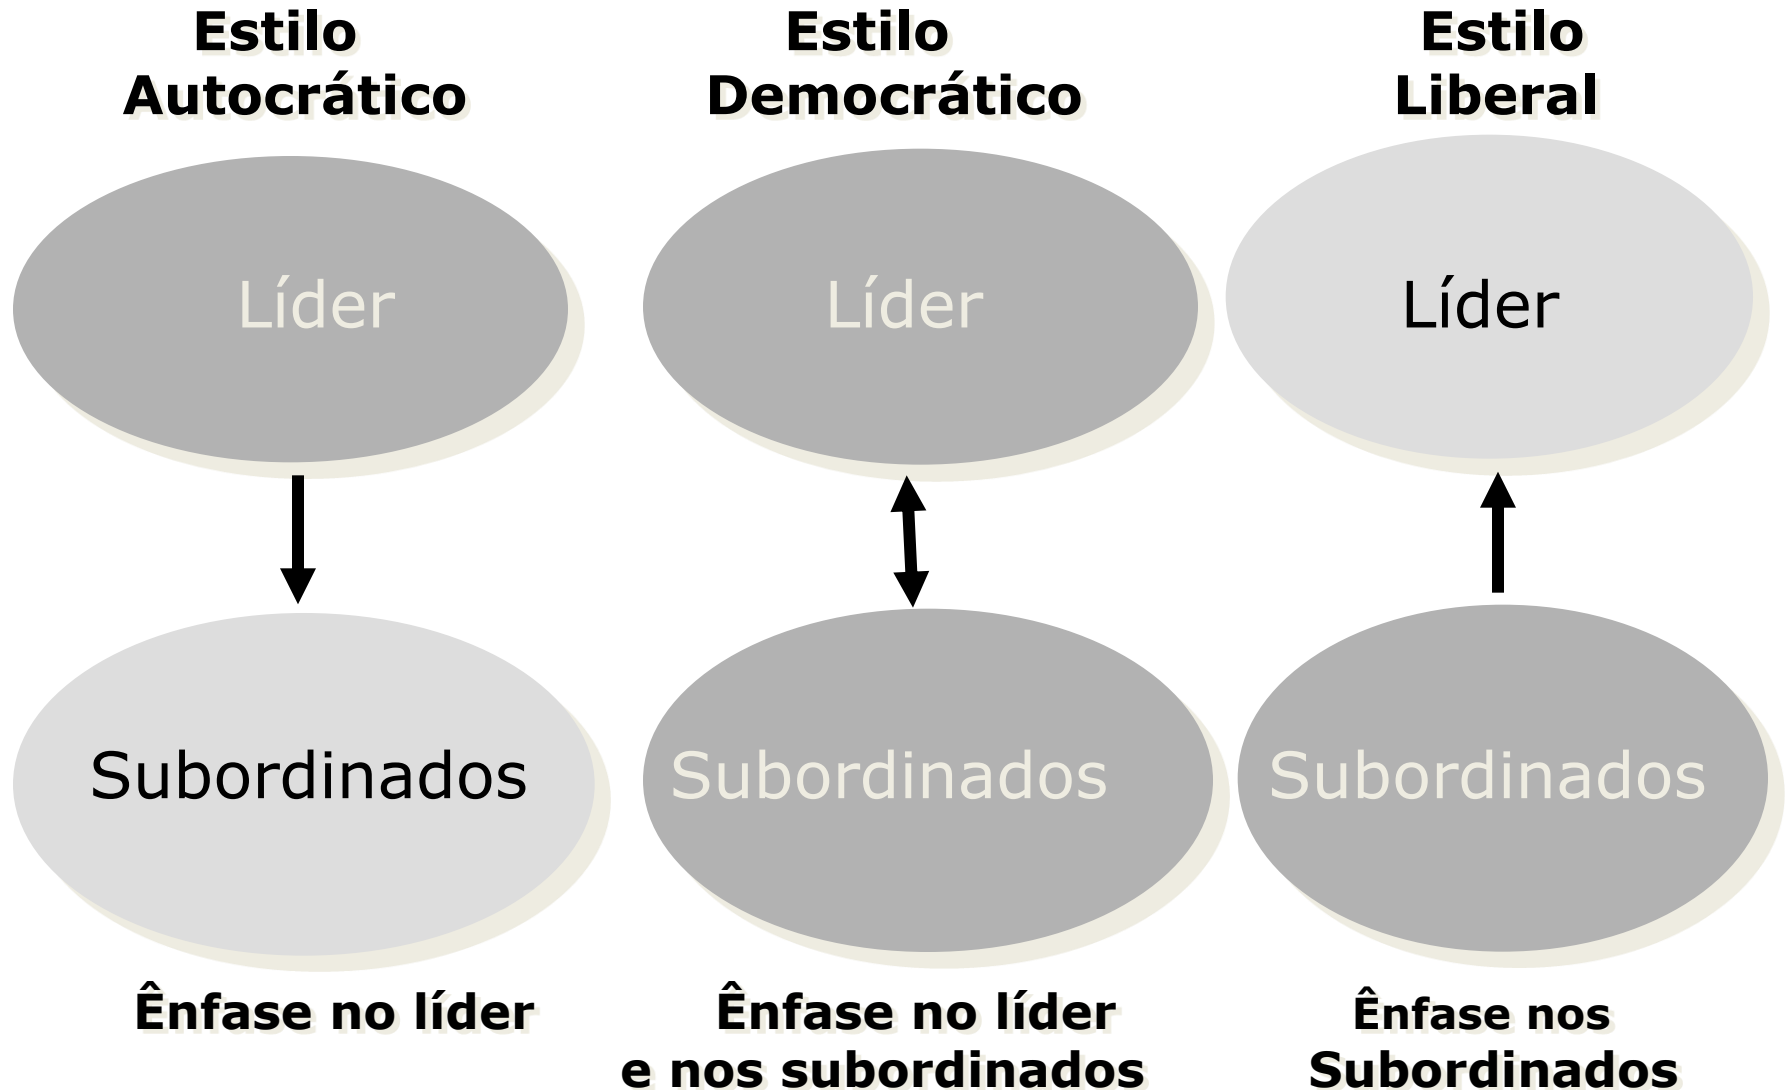 Estilo
Autocrático
Estilo
Democrático
Estilo
Liberal
Líder
Líder
Líder
Subordinados
Subordinados
Subordinados
Ênfase no líder
Ênfase no líder
e nos subordinados
Ênfase nos
Subordinados